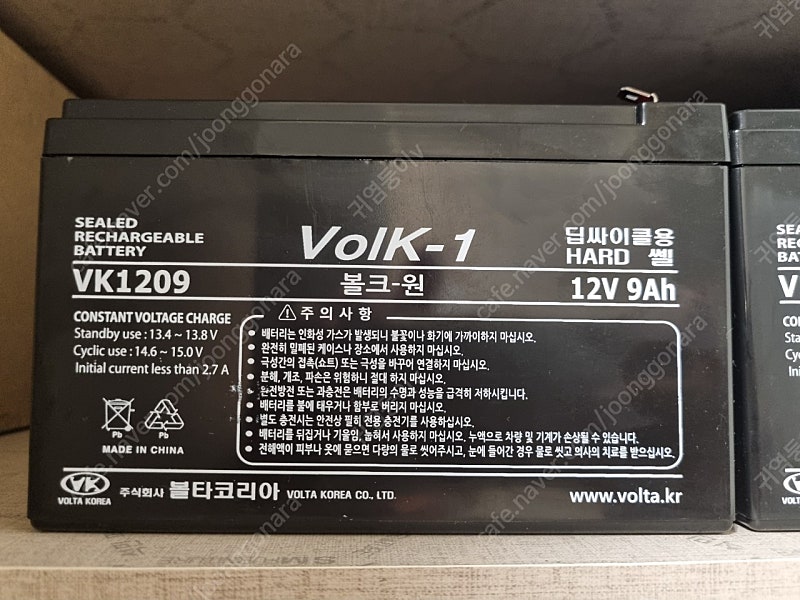 SEALED
RECHARGEABLE
BATTERY
VolK-1
딥싸이클용
HARD 쎌
VK1209
볼크-원
12V 9Ah
CONSTANT VOLTAGE CHARGE
Standby use : 13.4 ~ 13.8 V
Cyclic use : 14.6 ~ 15.0 V
Initial current less than 2.7 A
Pb
Pb
MADE IN CHINA
주의사항
• 배터리는 인화성 가스가 발생되니 불꽃이나 화기에 가까이하지 마십시오.
• 완전히 밀폐된 케이스나 장소에서 사용하지 마십시오.
• 극성간의 접촉(쇼트) 또는 극성을 바꾸어 연결하지 마십시오.
• 분해, 개조, 파손은 위험하니 절대 하지 마십시오.
• 완전방전 또는 과충전은 배터리의 수명과 성능을 급격히 저하시킵니다.
• 배터리를 불에 태우거나 함부로 버리지 마십시오.
• 별도 충전시는 안전상 필히 전용 충전기를 사용하십시오.
• 배터리를 뒤집거나 기울임, 눕혀서 사용하지 마십시오. 누액으로 차량 및 기계가 손상될 수 있습니다.
• 전해액이 피부나 옷에 묻으면 다량의 물로 씻어주시고, 눈에 들어간 경우 물로 씻고 의사의 치료를 받으십시오.
VK
VOLTA KOREA
주식회사 볼타코리아 VOLTA KOREA CO., LTD.
www.volta.kr
cafe.naver.com/joonggonara
귀염둥이v